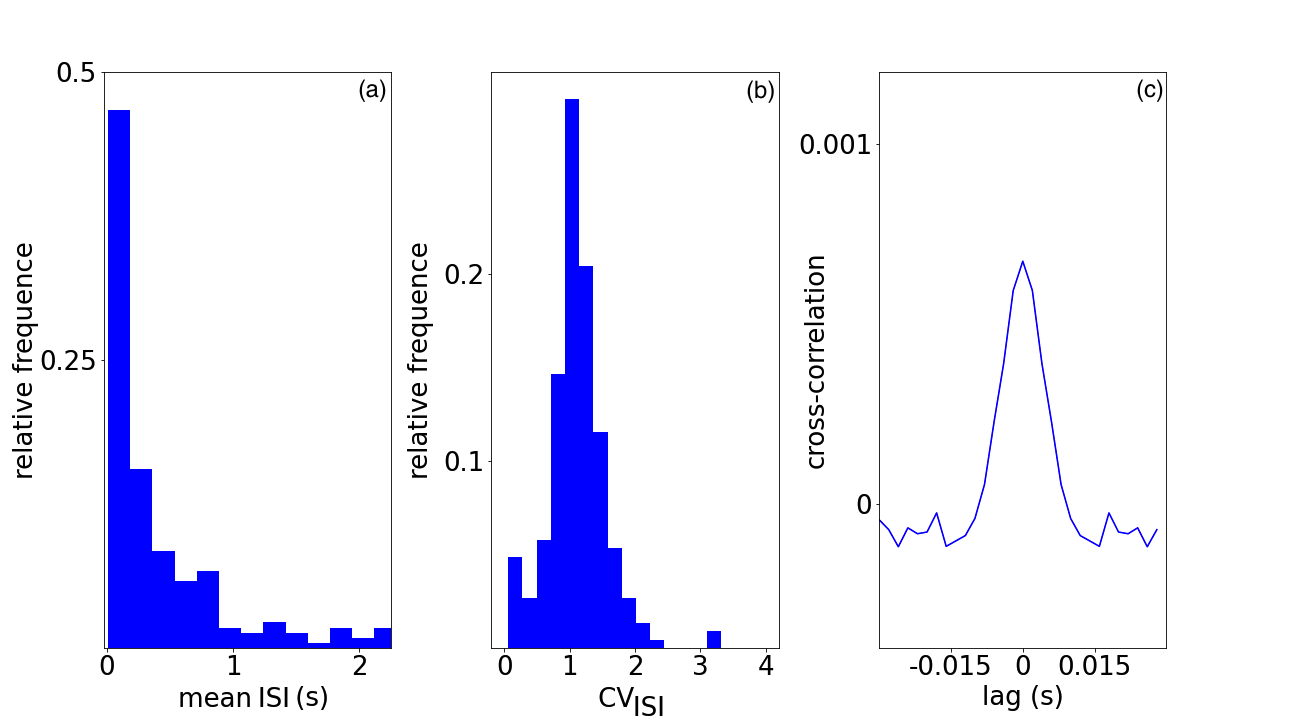 (a)
0.5
0.25
relative frequence
0 1 2
mean ISI (s)
(b)
0.2
0.1
relative frequence
0 1 2 3 4
CVISI
(c)
0.001
0
cross-correlation
-0.015 0 0.015
lag (s)